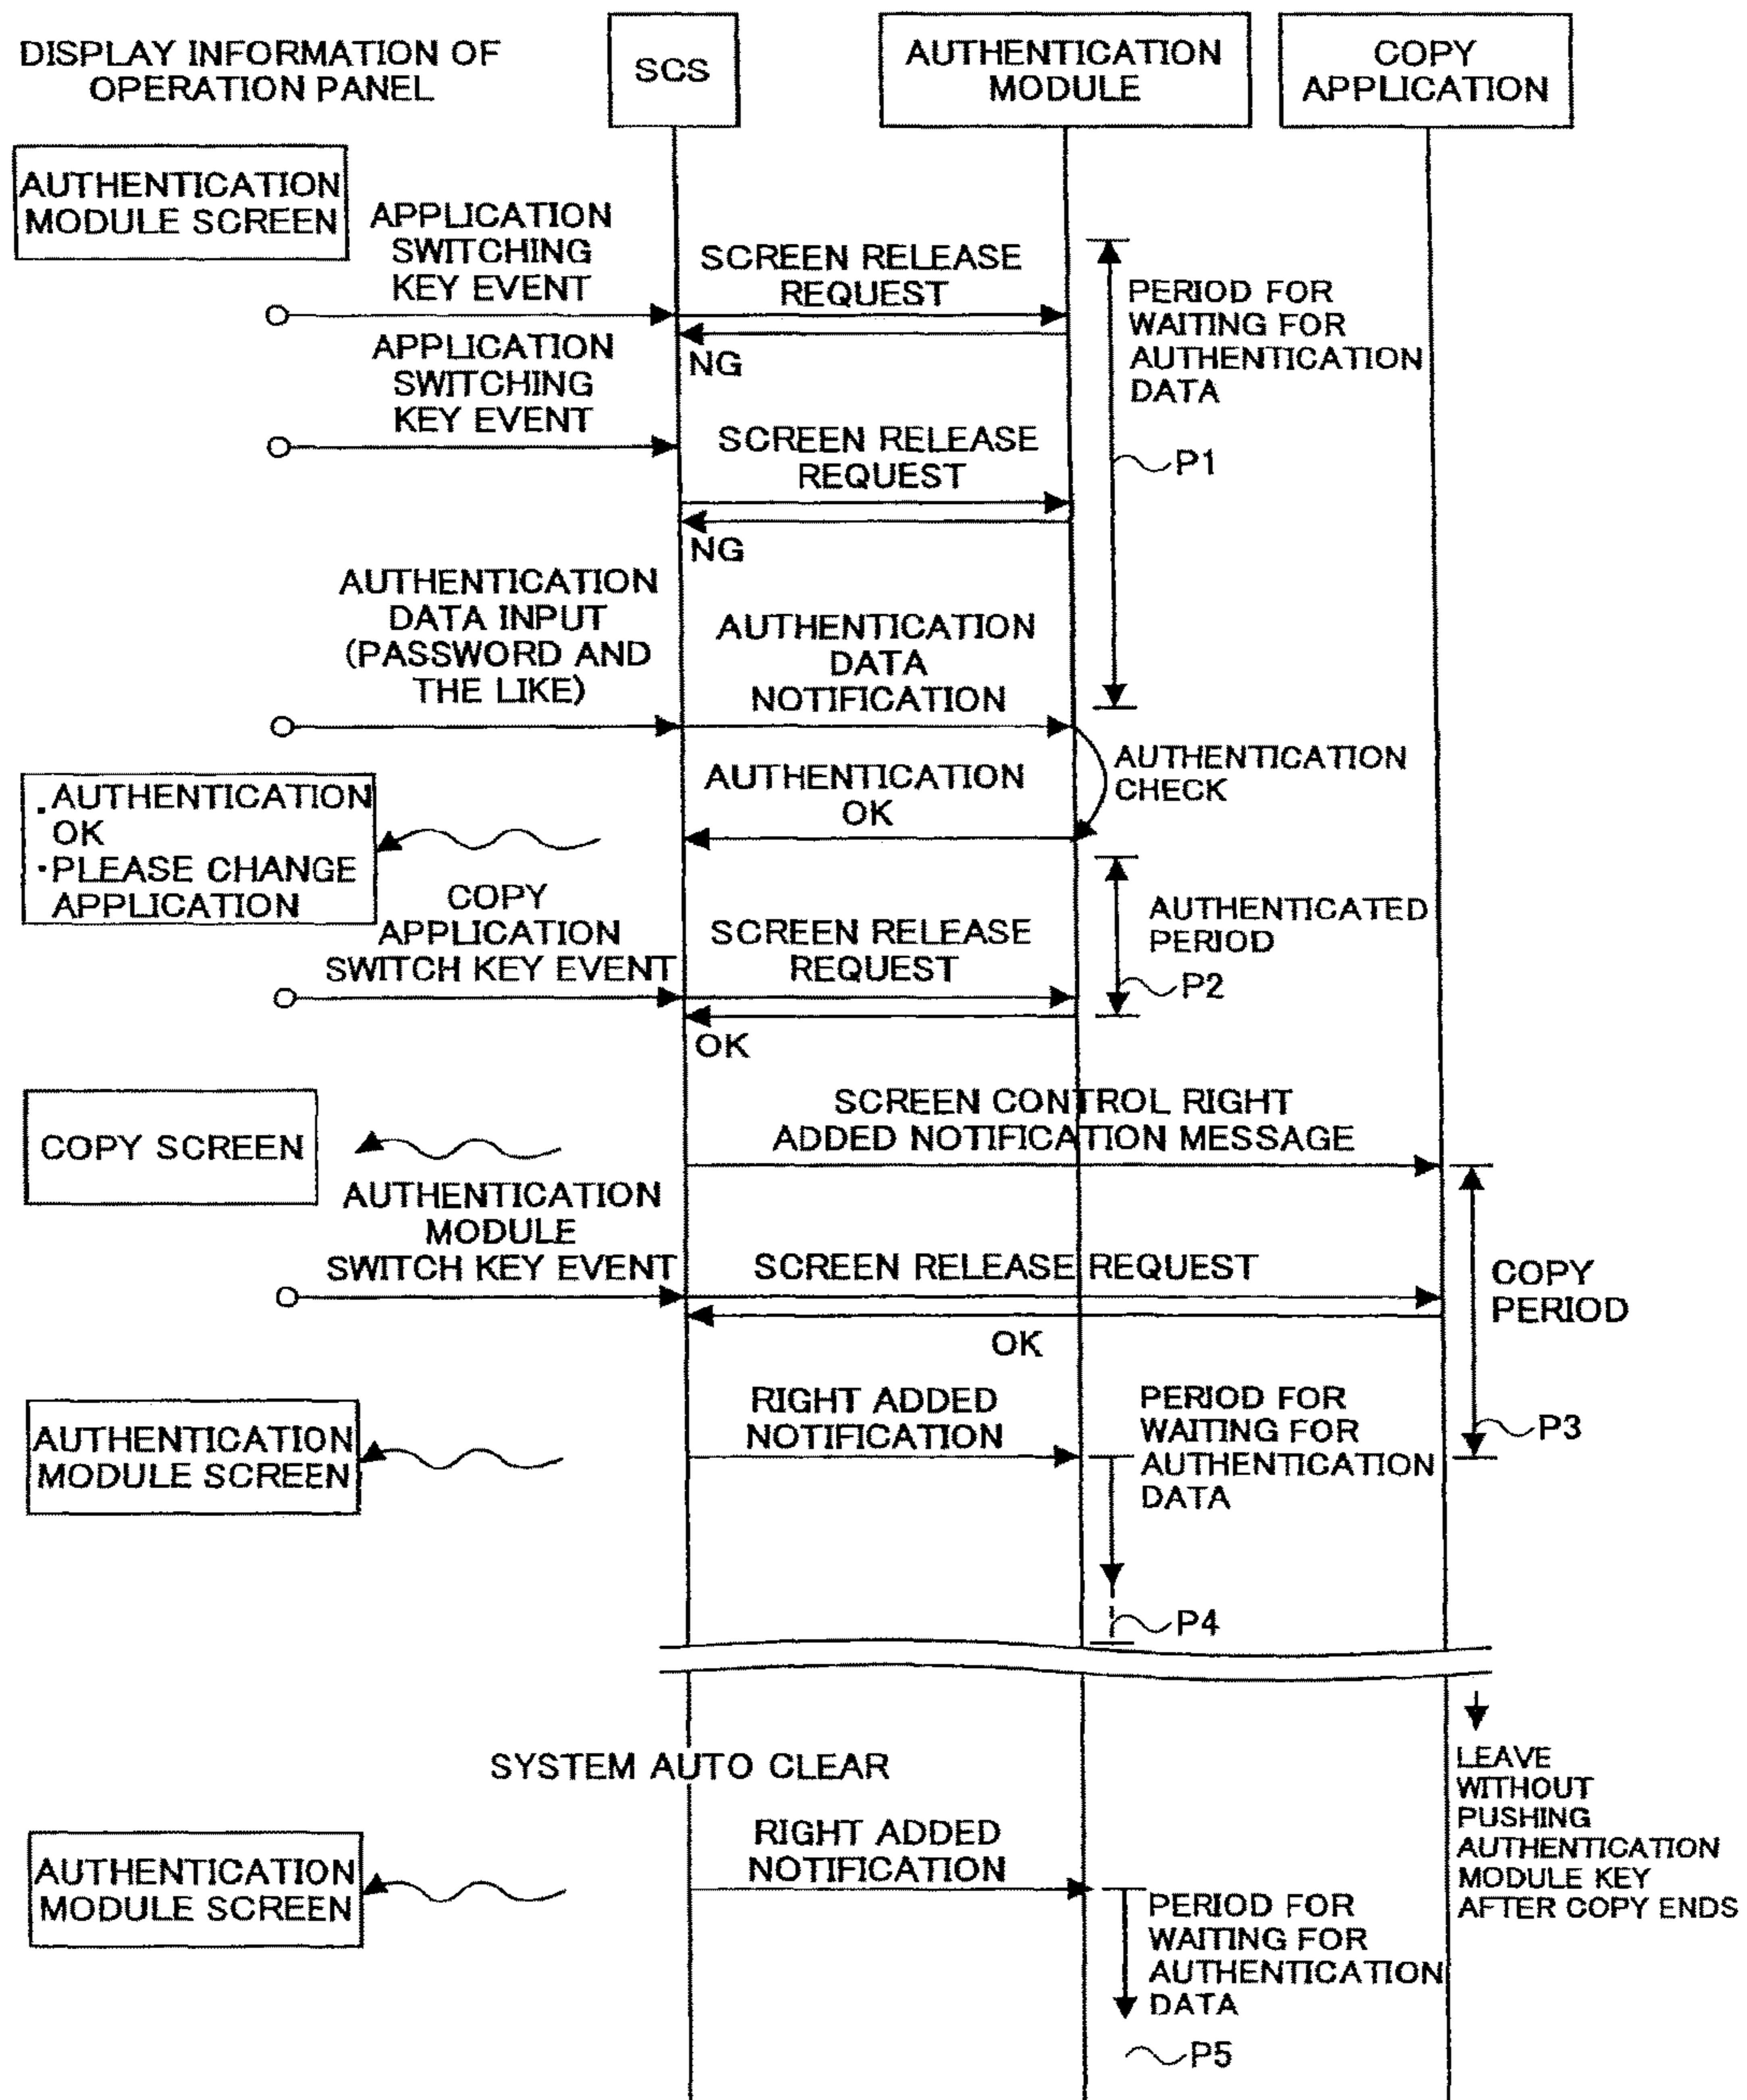 DISPLAY INFORMATION OF
OPERATION PANEL
SCS
AUTHENTICATION
MODULE
COPY
APPLICATION
AUTHENTICATION
MODULE SCREEN
APPLICATION
SWITCHING
KEY EVENT
SCREEN RELEASE
REQUEST
NG
PERIOD FOR
WAITING FOR
AUTHENTICATION
DATA
P1
APPLICATION
SWITCHING
KEY EVENT
SCREEN RELEASE
REQUEST
NG
AUTHENTICATION
DATA INPUT
(PASSWORD AND
THE LIKE)
AUTHENTICATION
DATA
NOTIFICATION
AUTHENTICATION
CHECK
AUTHENTICATION
OK
・AUTHENTICATION
OK
・PLEASE CHANGE
APPLICATION
COPY
APPLICATION
SWITCH KEY EVENT
SCREEN RELEASE
REQUEST
OK
AUTHENTICATED
PERIOD
P2
COPY SCREEN
SCREEN CONTROL RIGHT
ADDED NOTIFICATION MESSAGE
AUTHENTICATION
MODULE
SWITCH KEY EVENT
SCREEN RELEASE REQUEST
OK
COPY
PERIOD
P3
AUTHENTICATION
MODULE SCREEN
RIGHT ADDED
NOTIFICATION
PERIOD FOR
WAITING FOR
AUTHENTICATION
DATA
P4
SYSTEM AUTO CLEAR
LEAVE
WITHOUT
PUSHING
AUTHENTICATION
MODULE KEY
AFTER COPY ENDS
AUTHENTICATION
MODULE SCREEN
RIGHT ADDED
NOTIFICATION
PERIOD FOR
WAITING FOR
AUTHENTICATION
DATA
P5